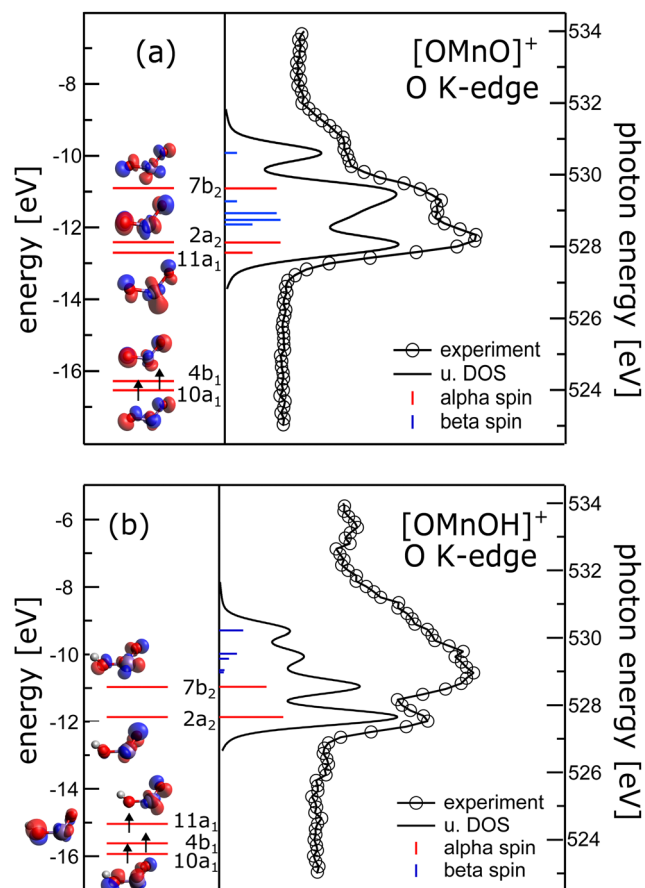 (a)
[OMnO]+
O K-edge
energy [eV]
-8
-10
-12
-14
-16
7b2
2a2
11a1
4b1
10a1
534
532
530
528
526
524
photon energy [eV]
experiment
u. DOS
alpha spin
beta spin
(b)
[OMnOH]+
O K-edge
energy [eV]
-6
-8
-10
-12
-15
-16
7b2
2a2
11a1
4b1
10a1
534
532
530
528
526
524
photon energy [eV]
experiment
u. DOS
alpha spin
beta spin